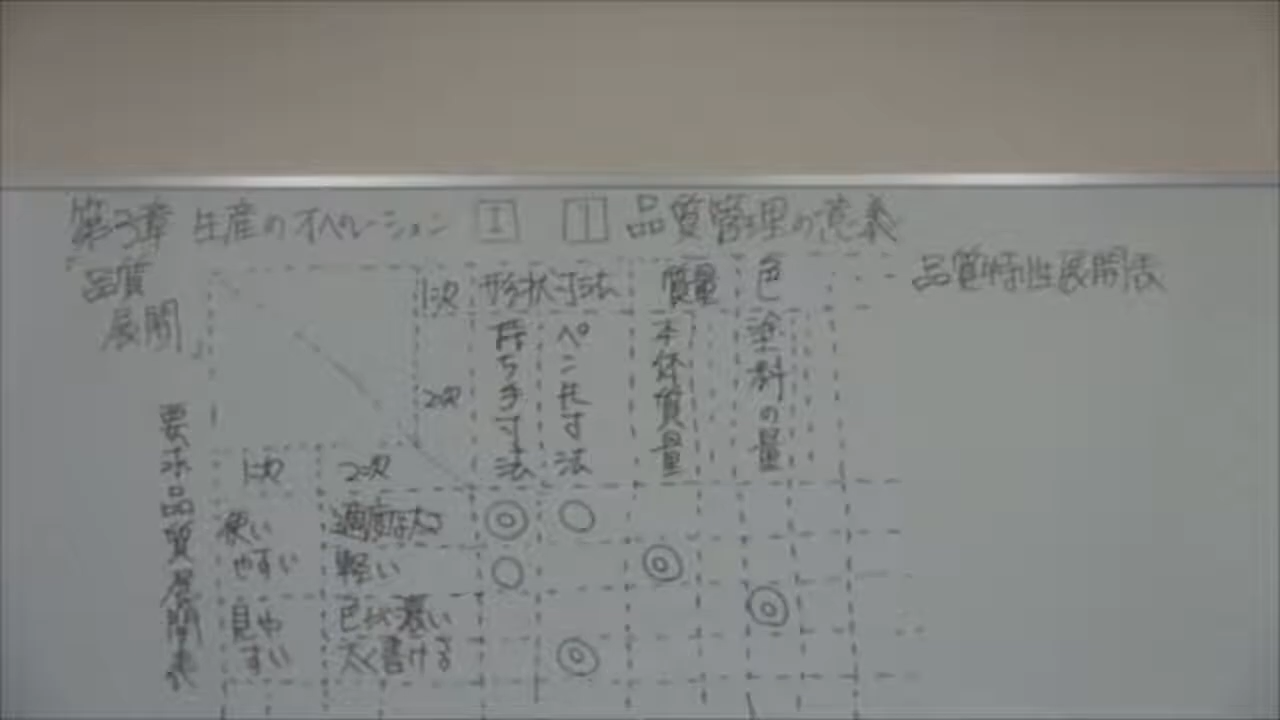 第3章 生産のオペレーション I 1 品質管理の意義
品質展開
品質特性展開表
1次 形状寸法 質量 色
2次 持ち手寸法 ペン先寸法 本体質量 塗料の量
要求品質展開表
1次 2次
使いやすい 適度な太さ ◎ ○
軽い ○ ◎
見やすい 色が濃い ◎
太く書ける ◎